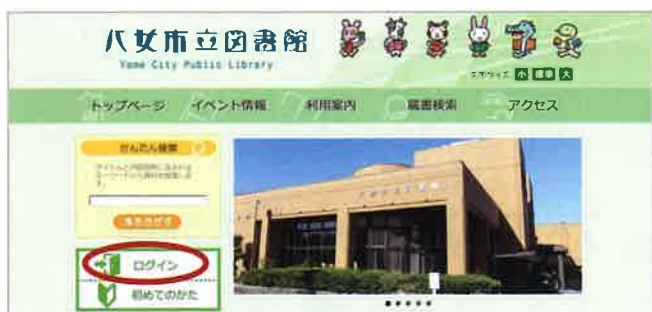 八女市立図書館
Yame City Public Library
文字サイズ 小 標準 大
トップページ イベント情報 利用案内 蔵書検索 アクセス
かんたん検索
ログイン
初めてのかた